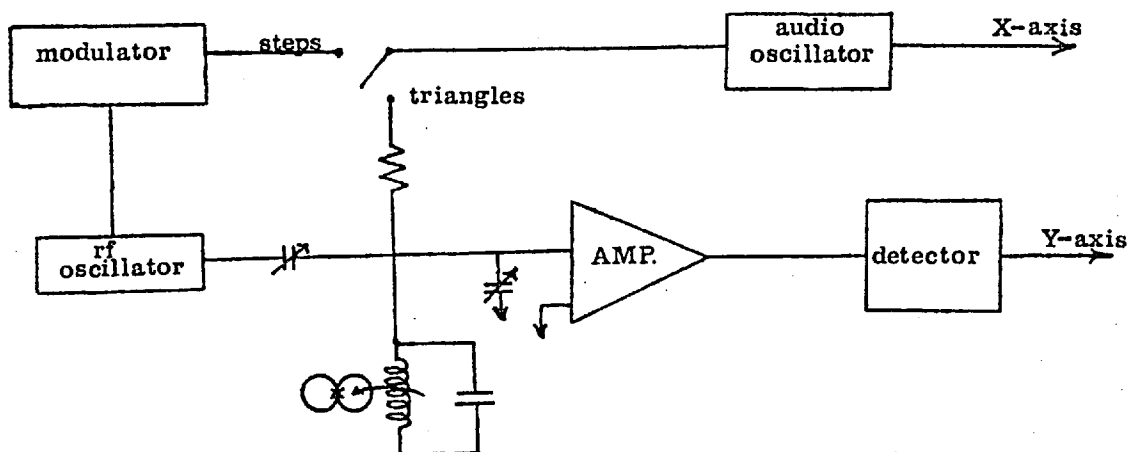 modulator
steps
audio
oscillator
X-axis
triangles
rf
oscillator
AMP.
detector
Y-axis